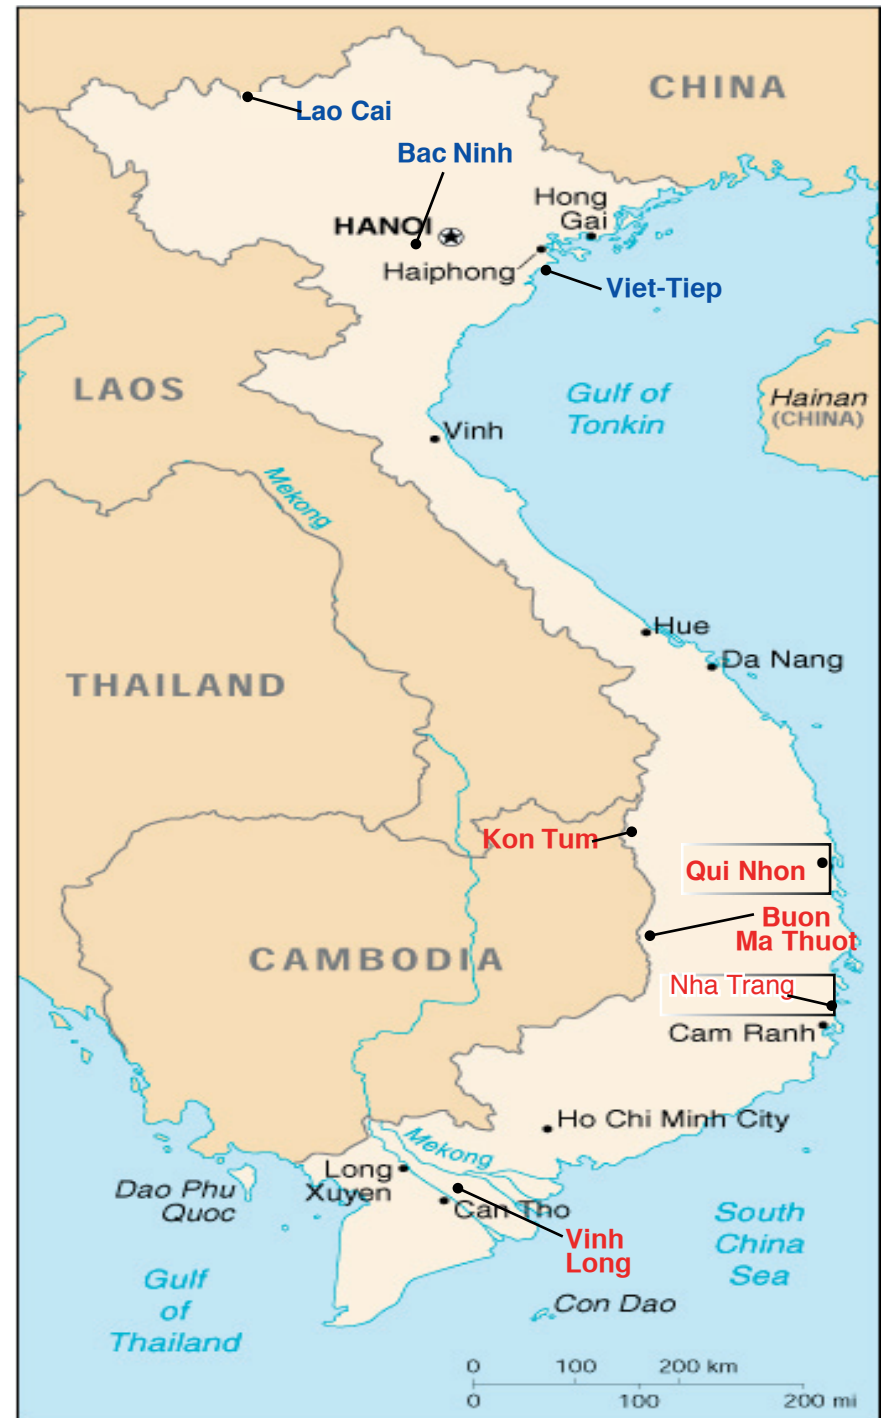 CHINA
Lao Cai
Bac Ninh
Hong
Gai
HANOI
Haiphong
Viet-Tiep
LAOS
Gulf of
Tonkin
Hainan
(CHINA)
Vinh
Mekong
Hue
Da Nang
THAILAND
Kon Tum
Qui Nhon
Buon
Ma Thuot
CAMBODIA
Nha Trang
Cam Ranh
Ho Chi Minh City
Mekong
Long
Xuyen
Dao Phu
Quoc
Can Tho
South
China
Sea
Vinh
Long
Gulf
of
Thailand
Con Dao
0 100 200 km
0 100 200 mi